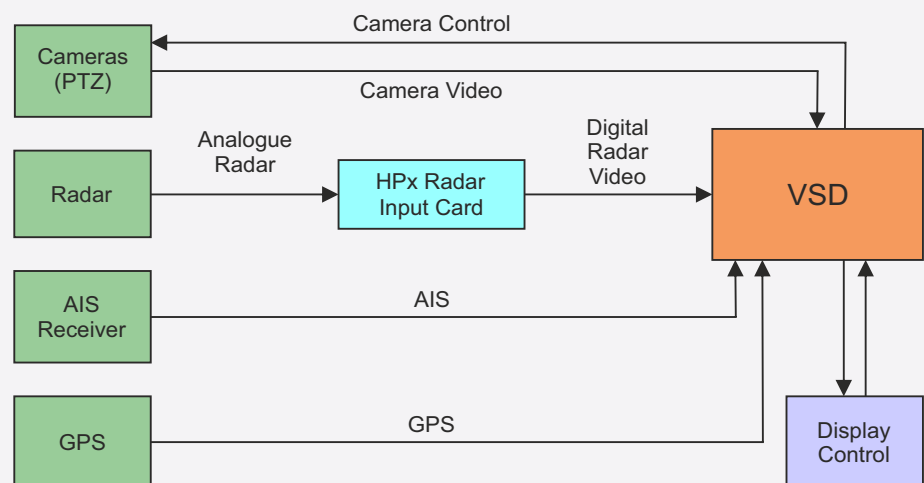 Camera Control
Cameras
(PTZ)
Camera Video
Analogue
Radar
Digital
Radar
Video
Radar
HPx Radar
Input Card
VSD
AIS
Receiver
AIS
GPS
GPS
Display
Control